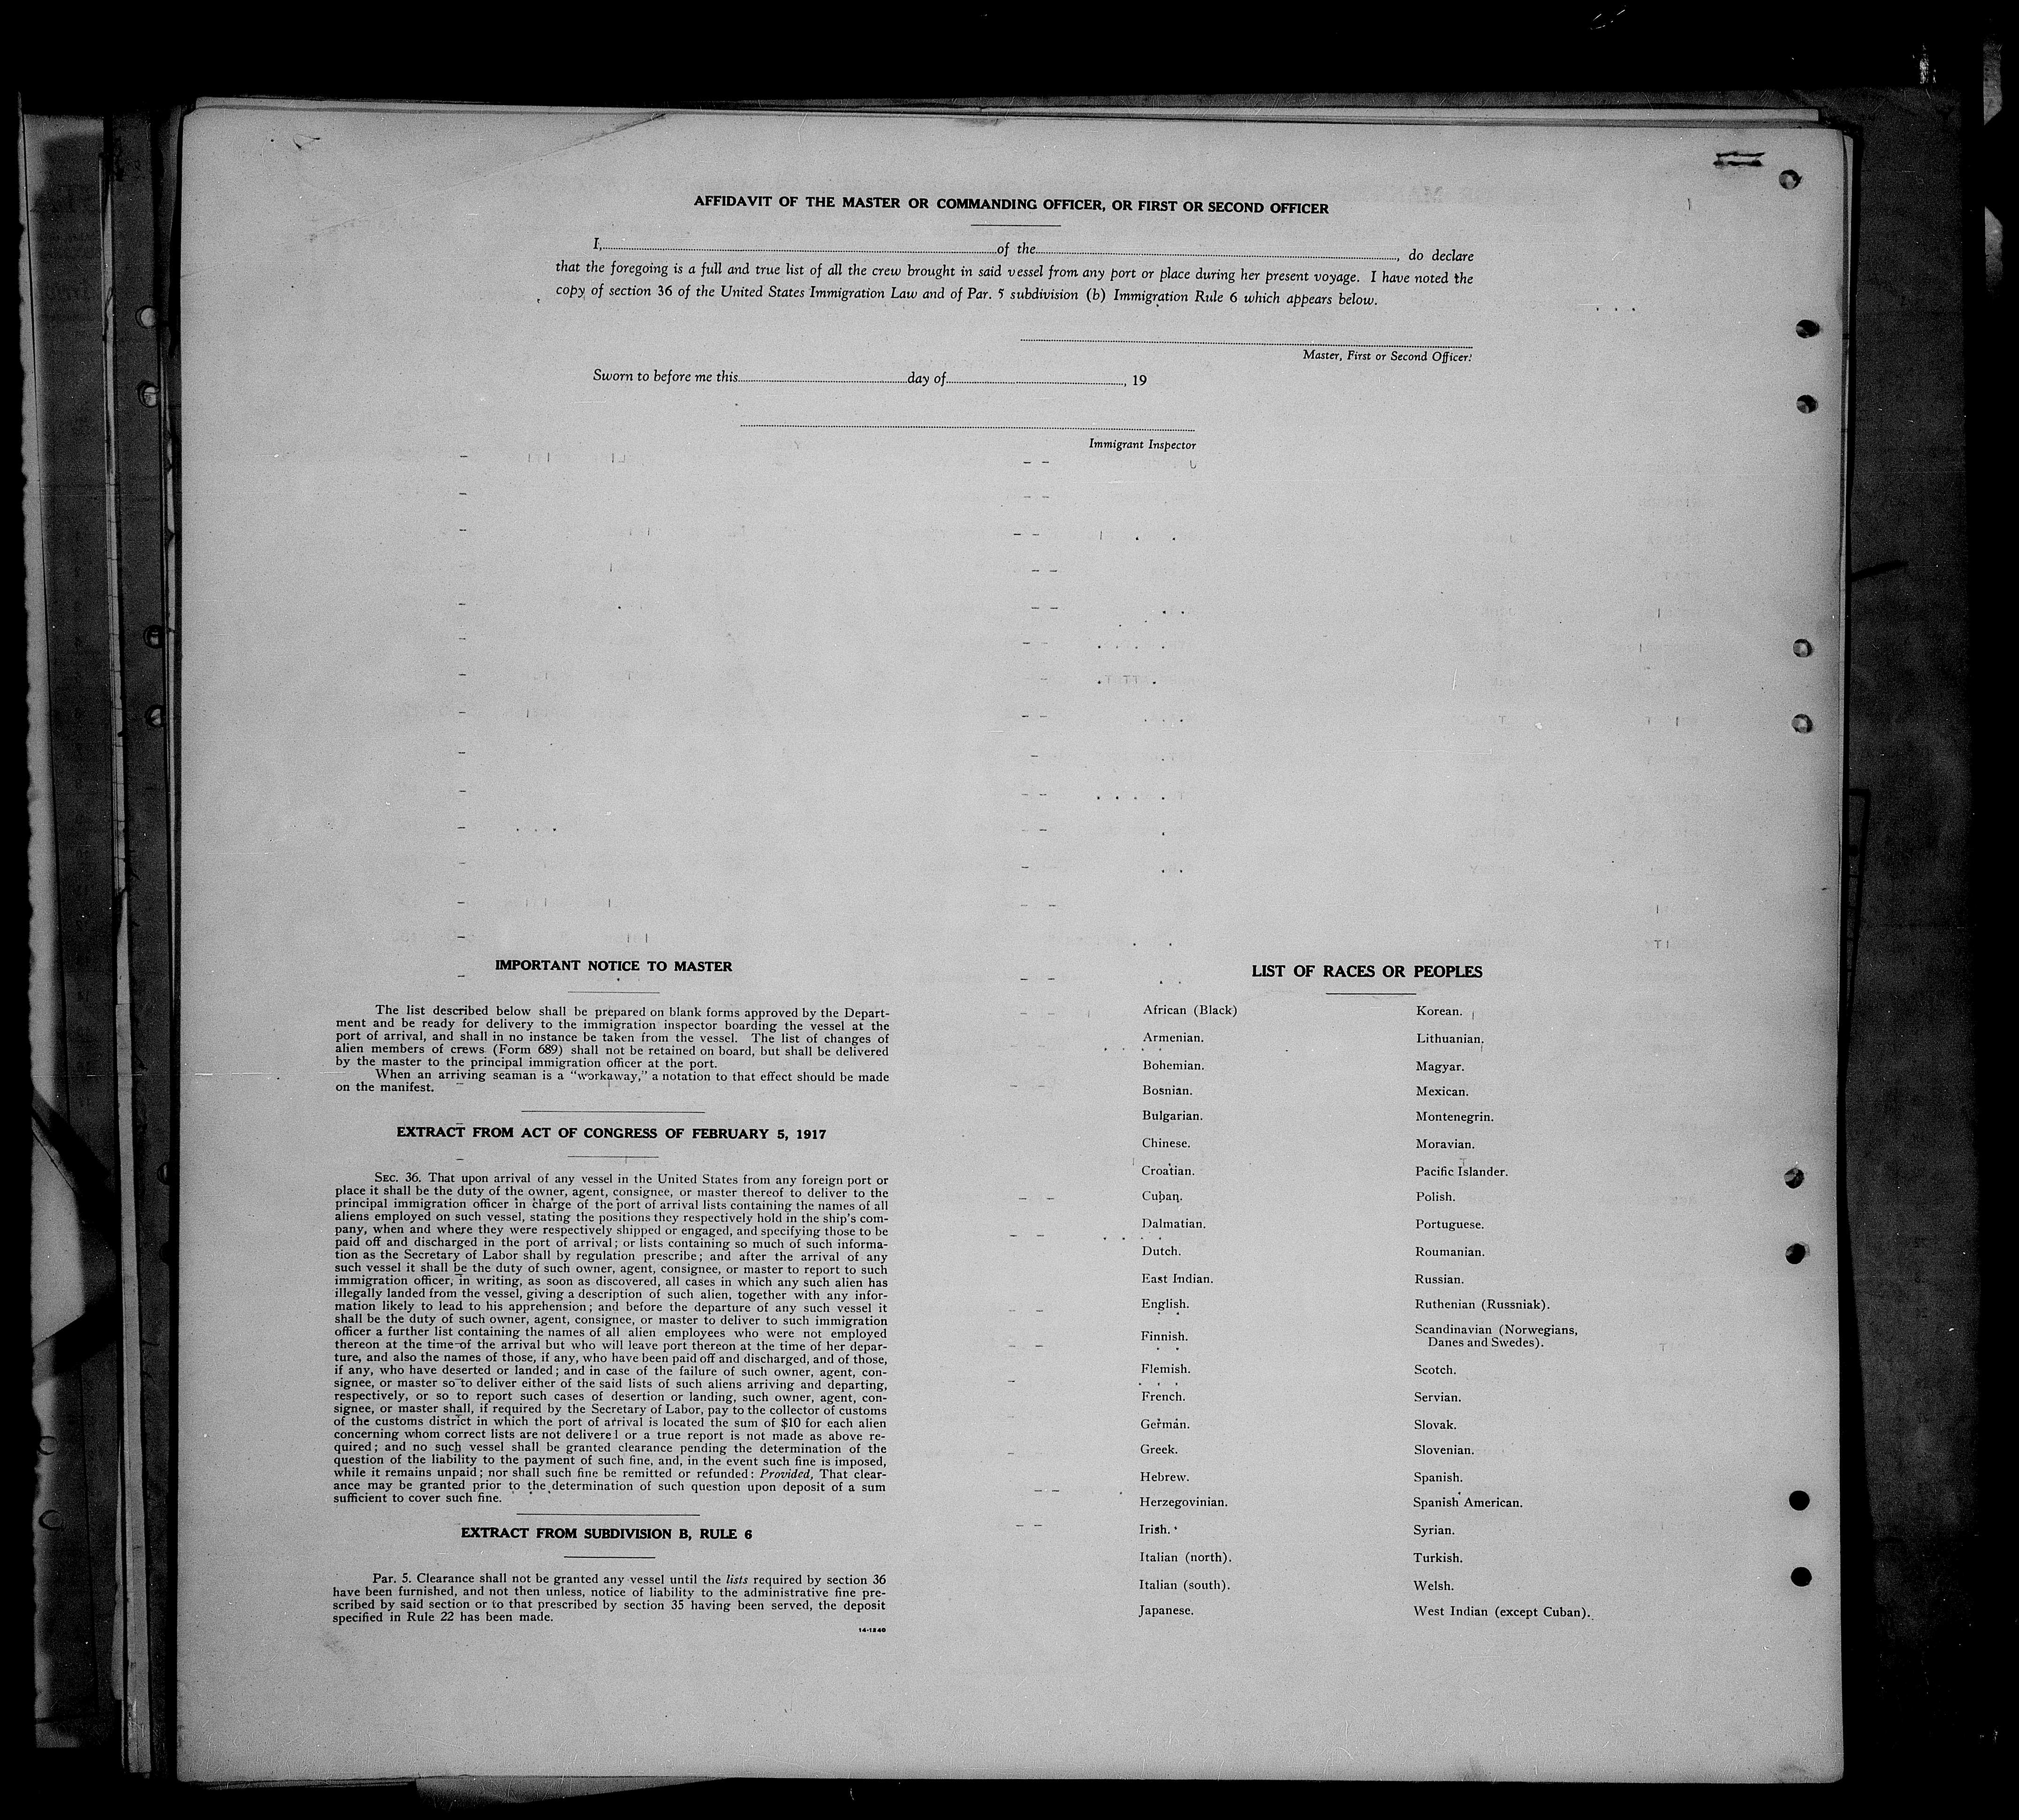 AFFIDAVIT OF THE MASTER OR COMMANDING OFFICER, OR FIRST OR SECOND OFFICER
I, of the , do declare
that the foregoing is a full and true list of all the crew brought in said vessel from any port or place during her present voyage. I have noted the
copy of section 36 of the United States Immigration Law and of Par. 5 subdivision (b) Immigration Rule 6 which appears below.
Master, First or Second Officer.
Sworn to before me this day of , 19
Immigrant Inspector
IMPORTANT NOTICE TO MASTER
The list described below shall be prepared on blank forms approved by the Depart-
ment and be ready for delivery to the immigration inspector boarding the vessel at the
port of arrival, and shall in no instance be taken from the vessel. The list of changes of
alien members of crews (Form 689) shall not be retained on board, but shall be delivered
by the master to the principal immigration officer at the port.
When an arriving seaman is a "workaway," a notation to that effect should be made
on the manifest.
EXTRACT FROM ACT OF CONGRESS OF FEBRUARY 5, 1917
SEC. 36. That upon arrival of any vessel in the United States from any foreign port or
place it shall be the duty of the owner, agent, consignee, or master thereof to deliver to the
principal immigration officer in charge of the port of arrival lists containing the names of all
aliens employed on such vessel, stating the positions they respectively hold in the ship's com-
pany, when and where they were respectively shipped or engaged, and specifying those to be
paid off and discharged in the port of arrival; or lists containing so much of such informa-
tion as the Secretary of Labor shall by regulation prescribe; and after the arrival of any
such vessel it shall be the duty of such owner, agent, consignee, or master to report to such
immigration officer, in writing, as soon as discovered, all cases in which any such alien has
illegally landed from the vessel, giving a description of such alien, together with any infor-
mation likely to lead to his apprehension; and before the departure of any such vessel it
shall be the duty of such owner, agent, consignee, or master to deliver to such immigration
officer a further list containing the names of all alien employees who were not employed
thereon at the time of the arrival but who will leave port thereon at the time of her depar-
ture, and also the names of those, if any, who have been paid off and discharged, and of those,
if any, who have deserted or landed; and in case of the failure of such owner, agent, con-
signee, or master so to deliver either of the said lists of such aliens arriving and departing,
respectively, or so to report such cases of desertion or landing, such owner, agent, con-
signee, or master shall, if required by the Secretary of Labor, pay to the collector of customs
of the customs district in which the port of arrival is located the sum of $10 for each alien
concerning whom correct lists are not delivered or a true report is not made as above re-
quired; and no such vessel shall be granted clearance pending the determination of the
question of the liability to the payment of such fine, and, in the event such fine is imposed,
while it remains unpaid; nor shall such fine be remitted or refunded: Provided, That clear-
ance may be granted prior to the determination of such question upon deposit of a sum
sufficient to cover such fine.
EXTRACT FROM SUBDIVISION B, RULE 6
Par. 5. Clearance shall not be granted any vessel until the lists required by section 36
have been furnished, and not then unless, notice of liability to the administrative fine pre-
scribed by said section or to that prescribed by section 35 having been served, the deposit
specified in Rule 22 has been made.
14-1240
LIST OF RACES OR PEOPLES
African (Black)
Armenian.
Bohemian.
Bosnian.
Bulgarian.
Chinese.
Croatian.
Cuban.
Dalmatian.
Dutch.
East Indian.
English.
Finnish.
Flemish.
French.
German.
Greek.
Hebrew.
Herzegovinian.
Irish.
Italian (north).
Italian (south).
Japanese.
Korean.
Lithuanian.
Magyar.
Mexican.
Montenegrin.
Moravian.
Pacific Islander.
Polish.
Portuguese.
Roumanian.
Russian.
Ruthenian (Russniak).
Scandinavian (Norwegians,
Danes and Swedes).
Scotch.
Servian.
Slovak.
Slovenian.
Spanish.
Spanish American.
Syrian.
Turkish.
Welsh.
West Indian (except Cuban).